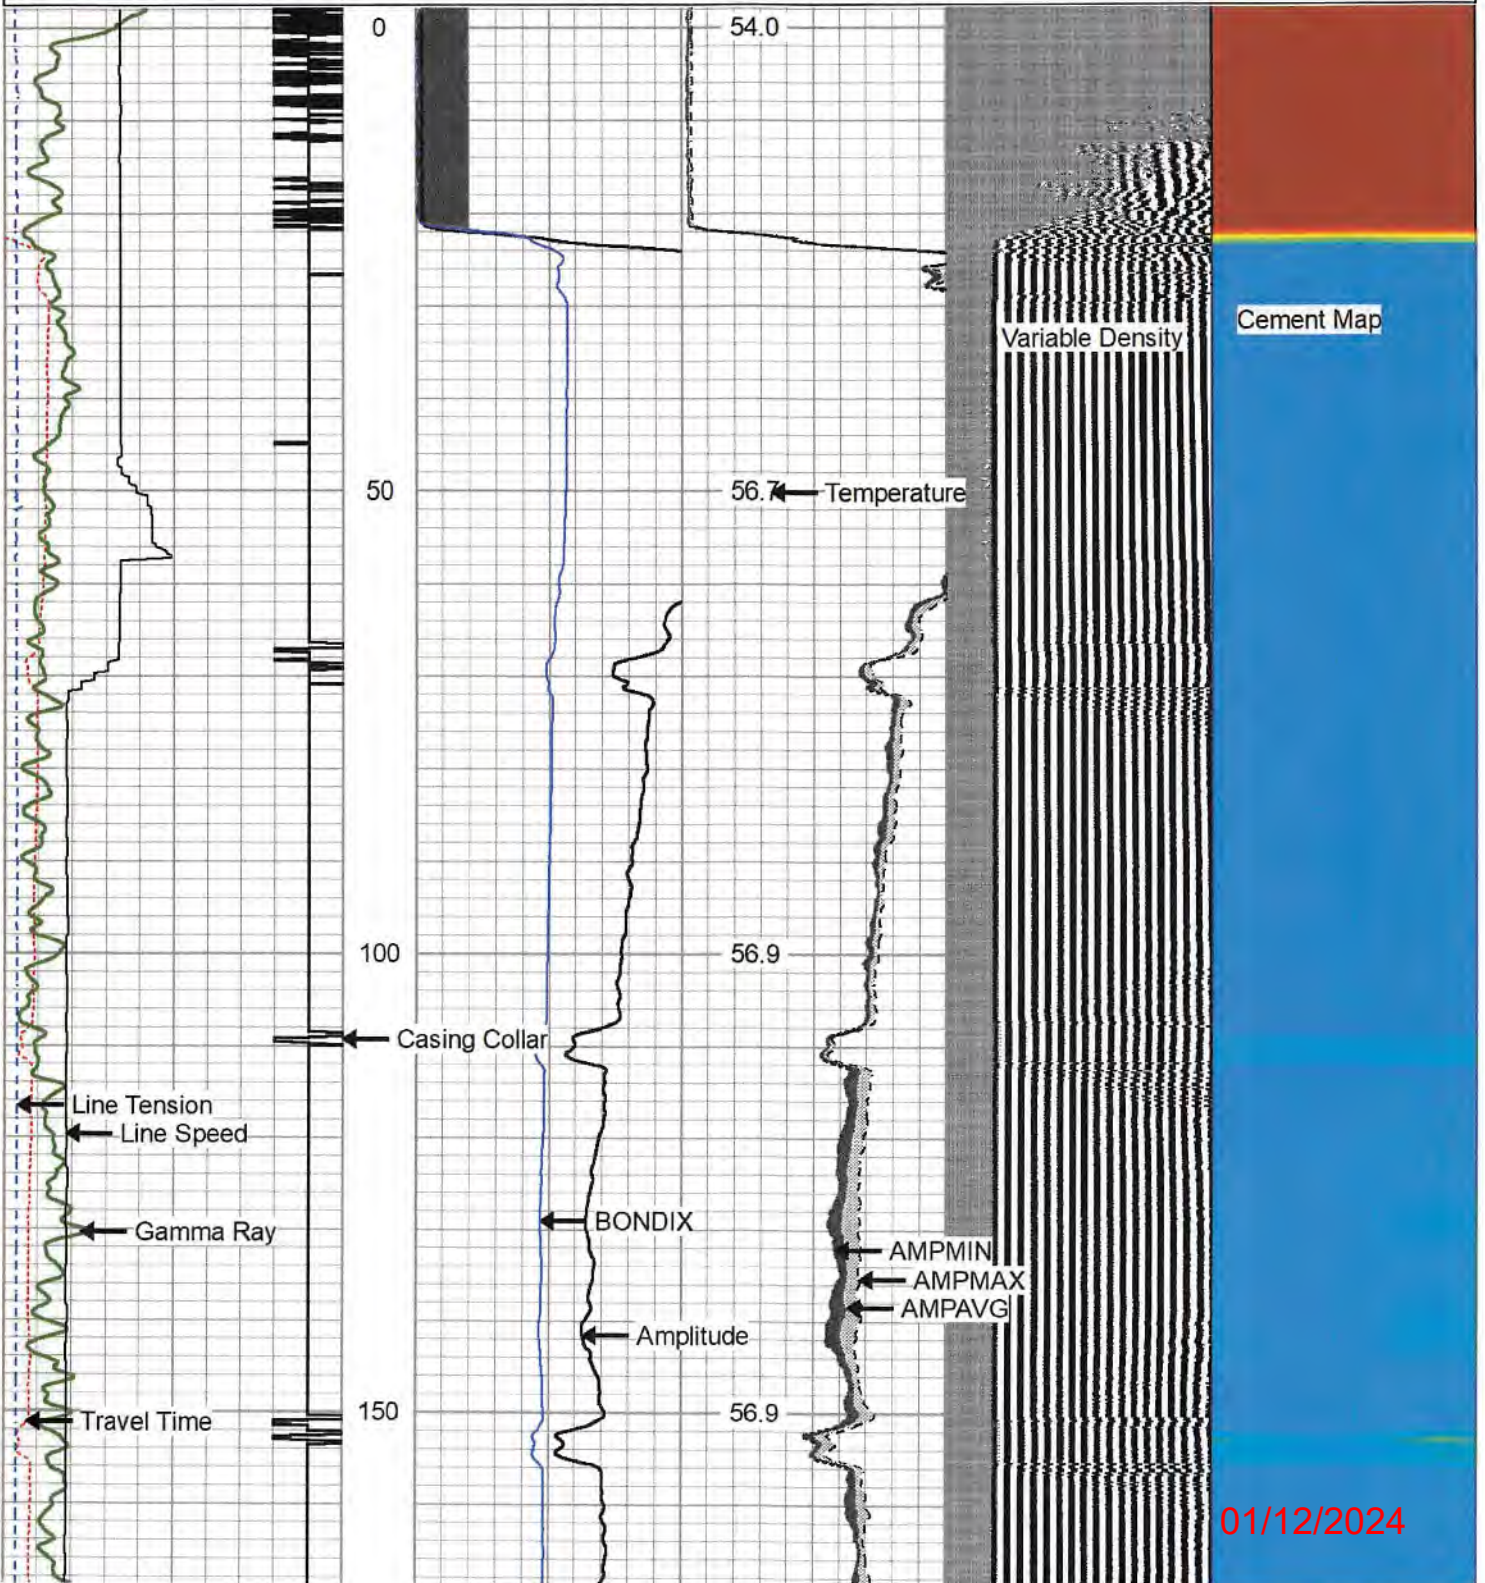 0
54.0
Cement Map
Variable Density
50
56.7
Temperature
100
56.9
Casing Collar
Line Tension
Line Speed
BONDIX
Gamma Ray
AMPMIN
AMPMAX
AMPAVG
Amplitude
150
56.9
Travel Time
01/12/2024